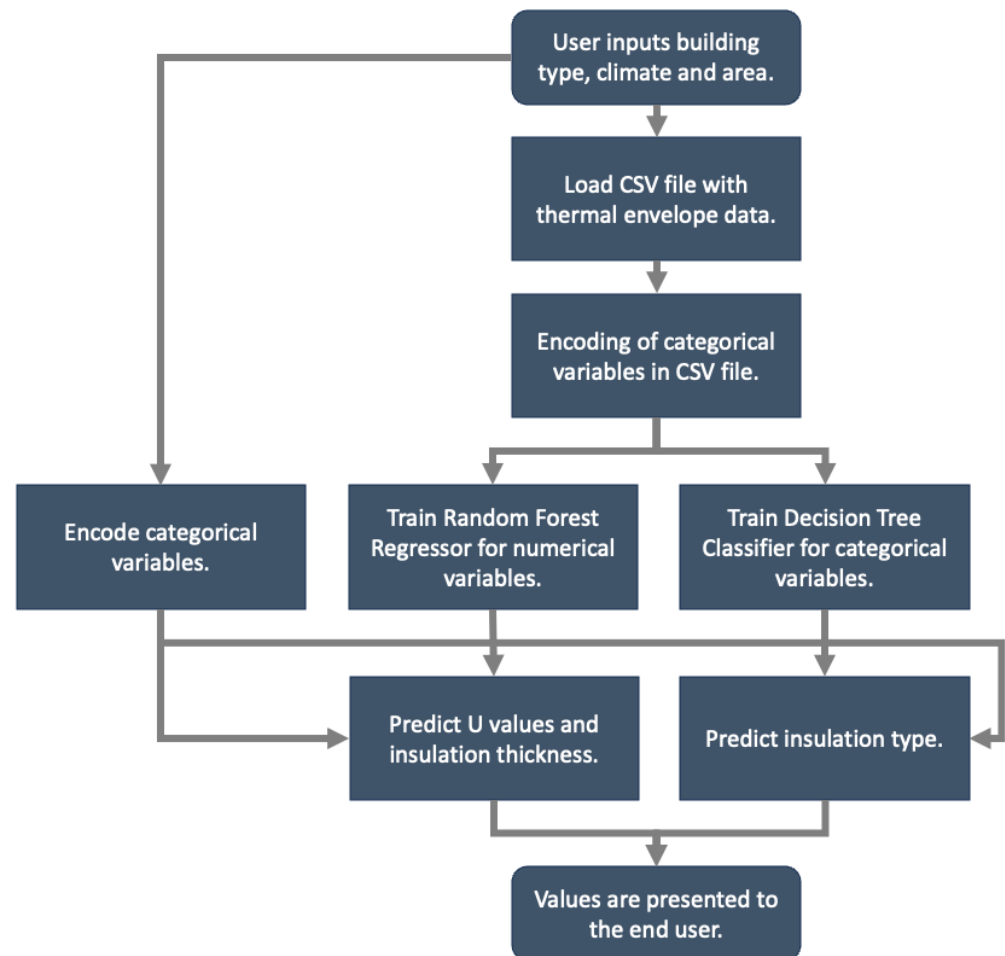 User inputs building
type, climate and area.
Load CSV file with
thermal envelope data.
Encoding of categorical
variables in CSV file.
Encode categorical
variables.
Train Random Forest
Regressor for numerical
variables.
Train Decision Tree
Classifier for categorical
variables.
Predict U values and
insulation thickness.
Predict insulation type.
Values are presented to
the end user.